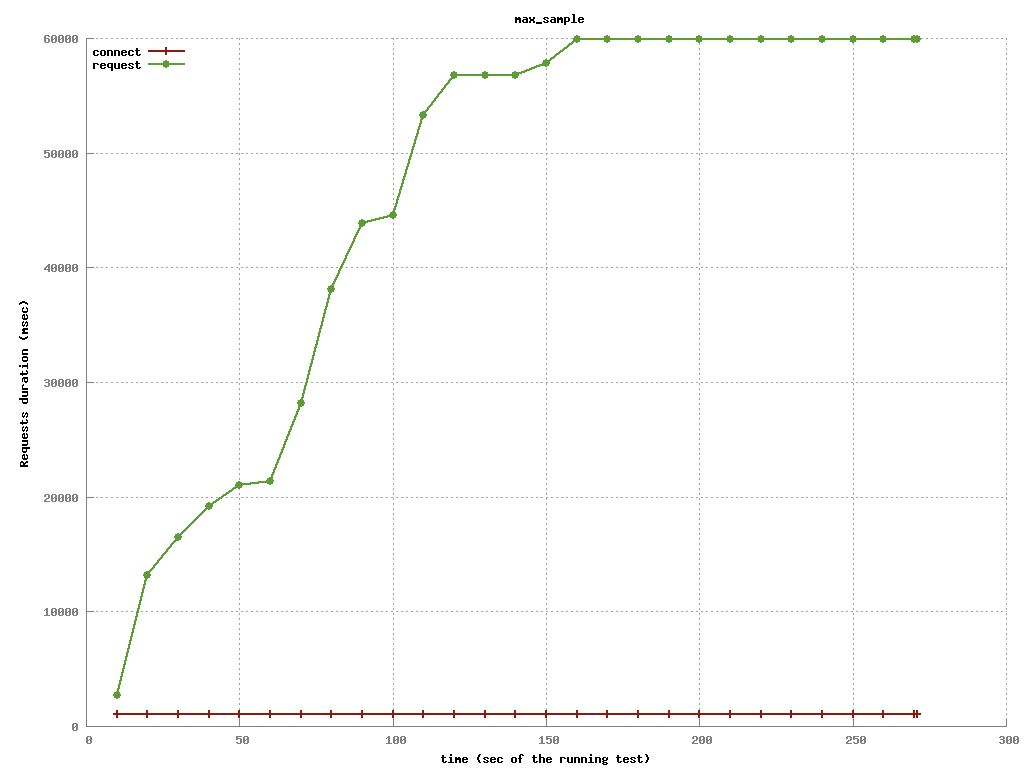 max_sample
connect
request
60000
50000
40000
30000
20000
10000
0
Requests duration (msec)
0 50 100 150 200 250 300
time (sec of the running test)